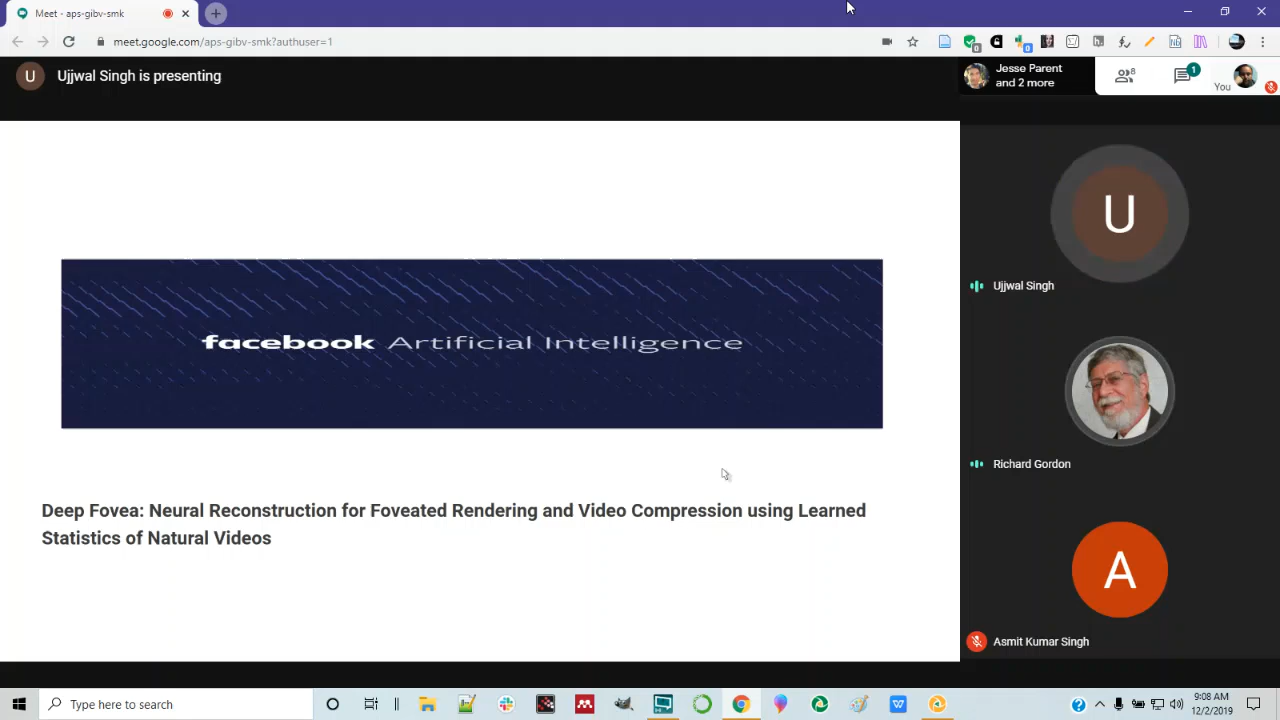 Meet - aps-gibv-smk
meet.google.com/aps-gibv-smk?authuser=1
U
Ujjwal Singh is presenting
Jesse Parent
and 2 more
8
1
You
facebook Artificial Intelligence
Deep Fovea: Neural Reconstruction for Foveated Rendering and Video Compression using Learned
Statistics of Natural Videos
U
Ujjwal Singh
Richard Gordon
A
Asmit Kumar Singh
Type here to search
9:08 AM
12/2/2019